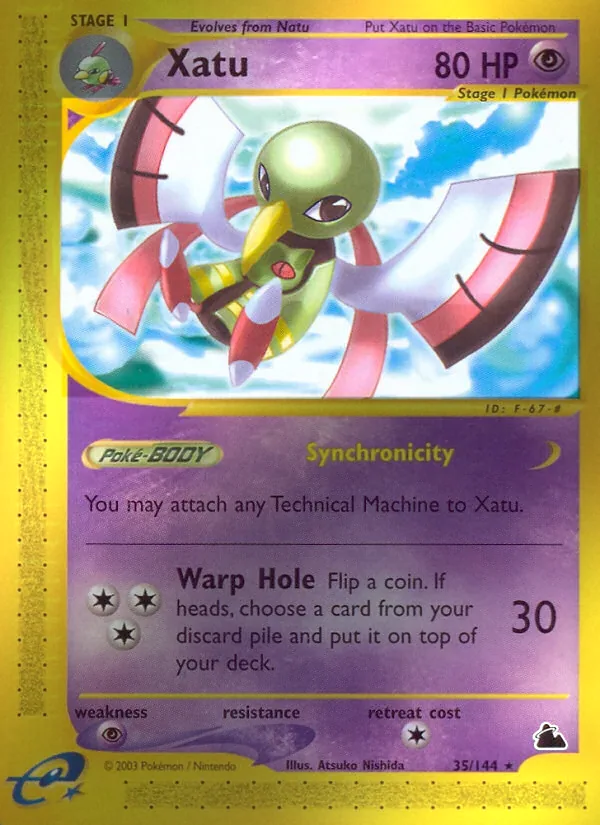 STAGE 1
Evolves from Natu
Put Xatu on the Basic Pokémon
Xatu
80 HP
Stage 1 Pokémon
ID: F-67-#
Poké-BODY
Synchronicity
You may attach any Technical Machine to Xatu.
Warp Hole Flip a coin. If
heads, choose a card from your
discard pile and put it on top of
your deck.
30
weakness
resistance
retreat cost
© 2003 Pokémon / Nintendo
Illus. Atsuko Nishida
35/144 ★
e